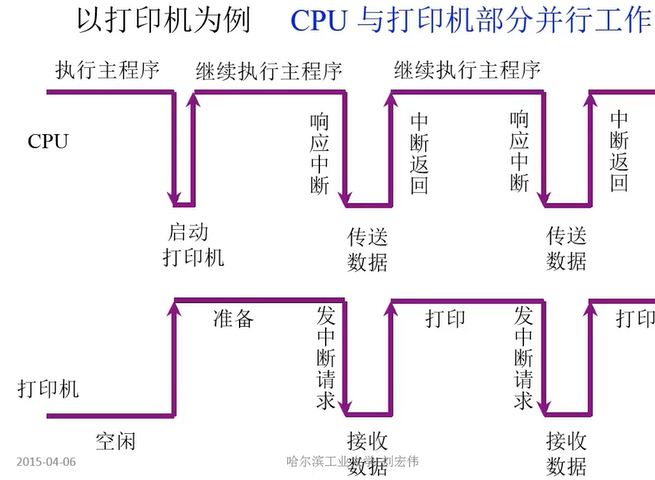 以打印机为例 CPU 与打印机部分并行工作
执行主程序 继续执行主程序 继续执行主程序
CPU
响应中断
中断返回
响应中断
中断返回
启动
打印机
传送
数据
传送
数据
准备
发中断请求
打印
发中断请求
打印
打印机
空闲
接收
数据
接收
数据
2015-04-06
哈尔滨工业大学 刘宏伟